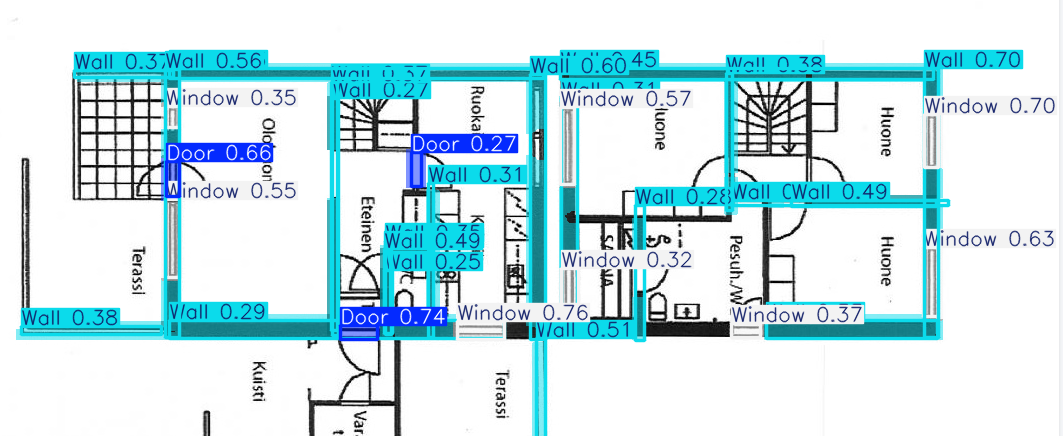 Wall 0.37
Wall 0.56
Wall 0.37
Wall 0.27
Wall 0.60
Wall 0.45
Wall 0.31
Wall 0.38
Wall 0.70
Window 0.35
Window 0.57
Window 0.70
Door 0.66
Door 0.27
Window 0.55
Wall 0.31
Wall 0.28
Wall 0.49
Huone
Eteinen
Terassi
Wall 0.49
Wall 0.25
Window 0.32
Pesuh./W
Huone
Window 0.63
Wall 0.38
Wall 0.29
Door 0.74
Window 0.76
Wall 0.51
Window 0.37
Kuisti
Terassi